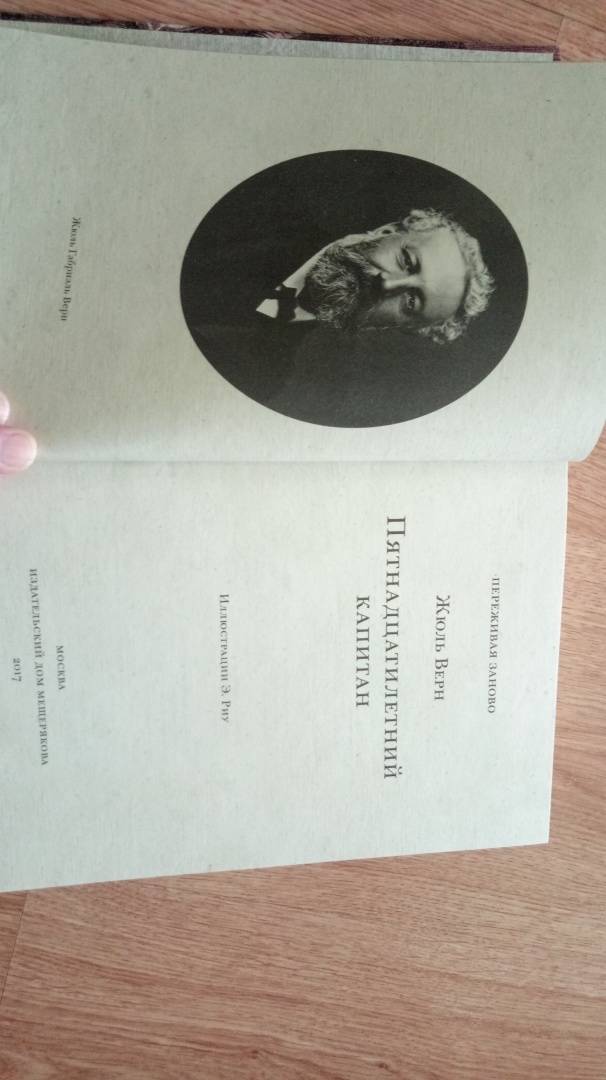 Жюль Габриэль Верн
·ПЕРЕЖИВАЯ ЗАНОВО
Жюль Верн
Пятнадцатилетний
капитан
Иллюстрации Э. Риу
МОСКВА
ИЗДАТЕЛЬСКИЙ ДОМ МЕЩЕРЯКОВА
2017